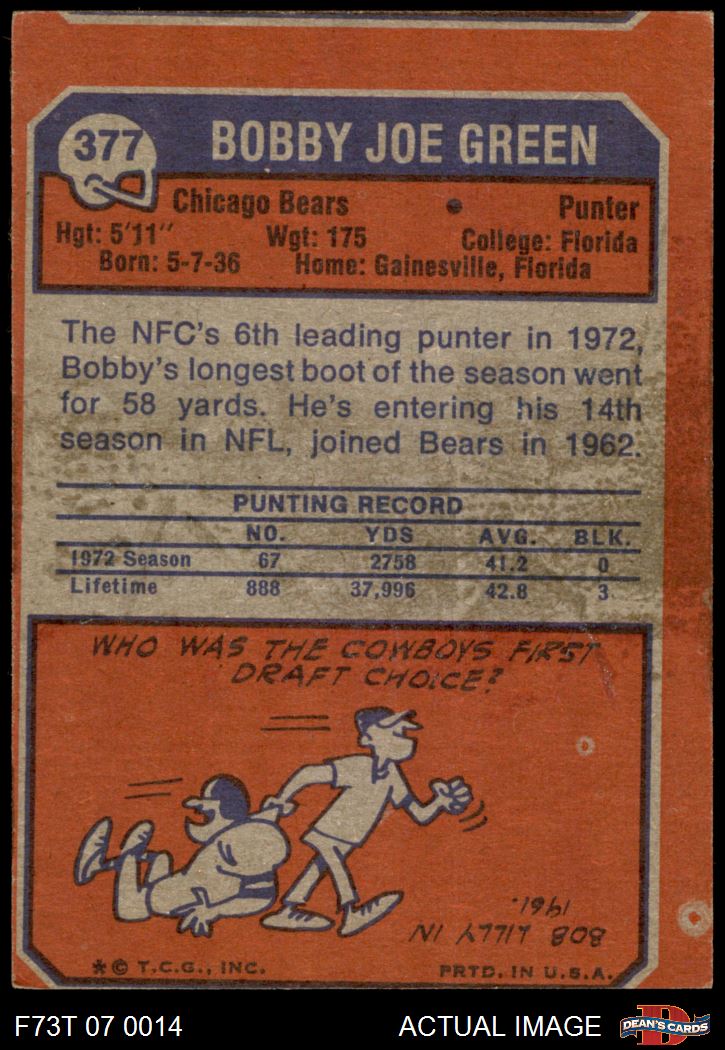 377
BOBBY JOE GREEN
Chicago Bears • Punter
Hgt: 5'11" Wgt: 175 College: Florida
Born: 5-7-36 Home: Gainesville, Florida
The NFC's 6th leading punter in 1972,
Bobby's longest boot of the season went
for 58 yards. He's entering his 14th
season in NFL, joined Bears in 1962.
PUNTING RECORD
NO. YDS AVG. BLK.
1972 Season 67 2758 41.2 0
Lifetime 888 37,996 42.8 3
WHO WAS THE COWBOYS FIRST
DRAFT CHOICE?
BOB LILLY IN
1961.
* © T.C.G., INC. PRTD. IN U.S.A.
F73T 07 0014 ACTUAL IMAGE
DEAN'S CARDS